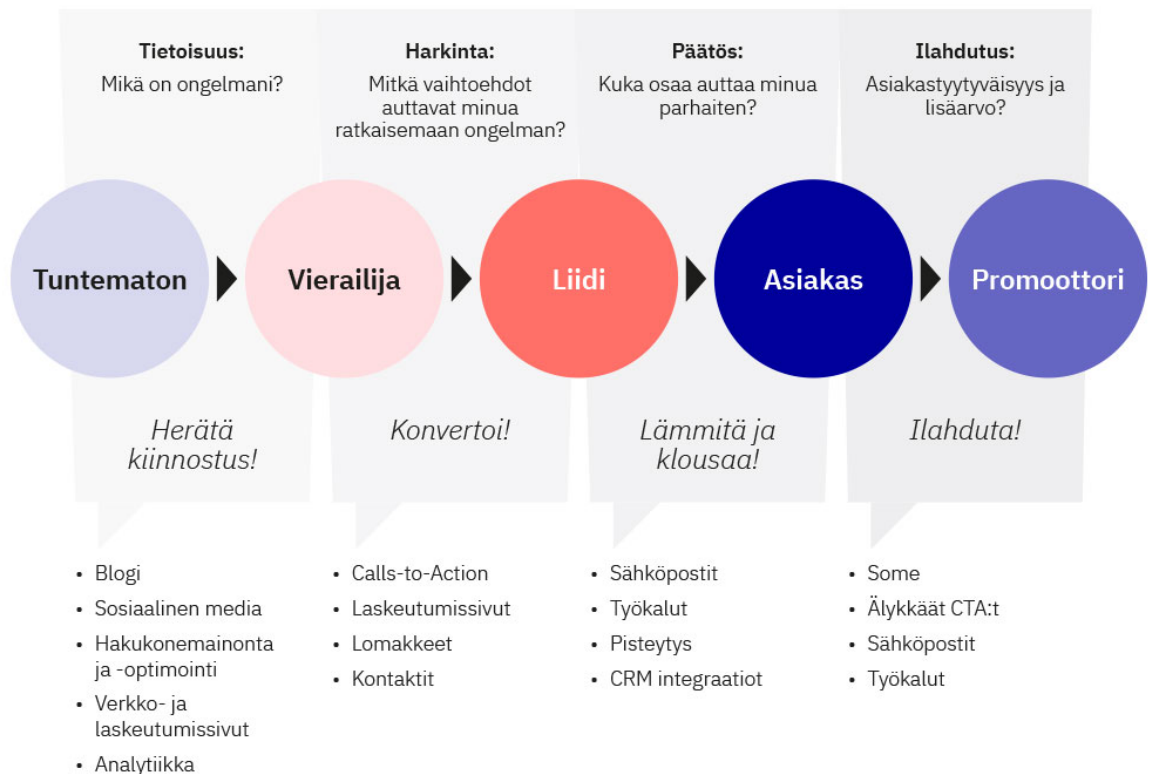 Tietoisuus:
Mikä on ongelmani?
Harkinta:
Mitkä vaihtoehdot
auttavat minua
ratkaisemaan ongelman?
Päätös:
Kuka osaa auttaa minua
parhaiten?
Ilahdutus:
Asiakastyytyväisyys ja
lisäarvo?
Tuntematon
Vierailija
Liidi
Asiakas
Promoottori
Herätä
kiinnostus!
Konvertoi!
Lämmitä ja
klousaa!
Ilahduta!
• Blogi
• Sosiaalinen media
• Hakukonemainonta
ja -optimointi
• Verkko- ja
laskeutumissivut
• Analytiikka
• Calls-to-Action
• Laskeutumissivut
• Lomakkeet
• Kontaktit
• Sähköpostit
• Työkalut
• Pisteytys
• CRM integraatiot
• Some
• Älykkäät CTA:t
• Sähköpostit
• Työkalut